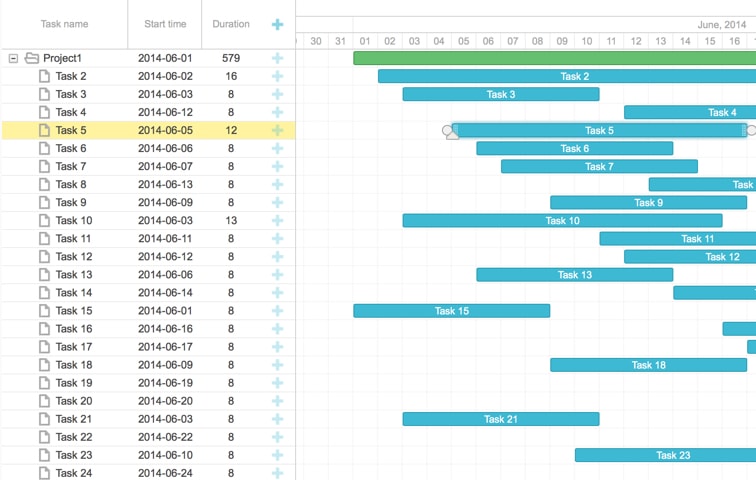 Task name Start time Duration June, 2014
30 31 01 02 03 04 05 06 07 08 09 10 11 12 13 14 15 16
Project1 2014-06-01 579
Task 2 2014-06-02 16 Task 2
Task 3 2014-06-03 8 Task 3
Task 4 2014-06-12 8 Task 4
Task 5 2014-06-05 12 Task 5
Task 6 2014-06-06 8 Task 6
Task 7 2014-06-07 8 Task 7
Task 8 2014-06-13 8 Task
Task 9 2014-06-09 8 Task 9
Task 10 2014-06-03 13 Task 10
Task 11 2014-06-11 8 Task 11
Task 12 2014-06-12 8 Task 12
Task 13 2014-06-06 8 Task 13
Task 14 2014-06-14 8
Task 15 2014-06-01 8 Task 15
Task 16 2014-06-16 8
Task 17 2014-06-17 8
Task 18 2014-06-09 8 Task 18
Task 19 2014-06-19 8
Task 20 2014-06-20 8
Task 21 2014-06-03 8 Task 21
Task 22 2014-06-22 8
Task 23 2014-06-10 8 Task 23
Task 24 2014-06-24 8